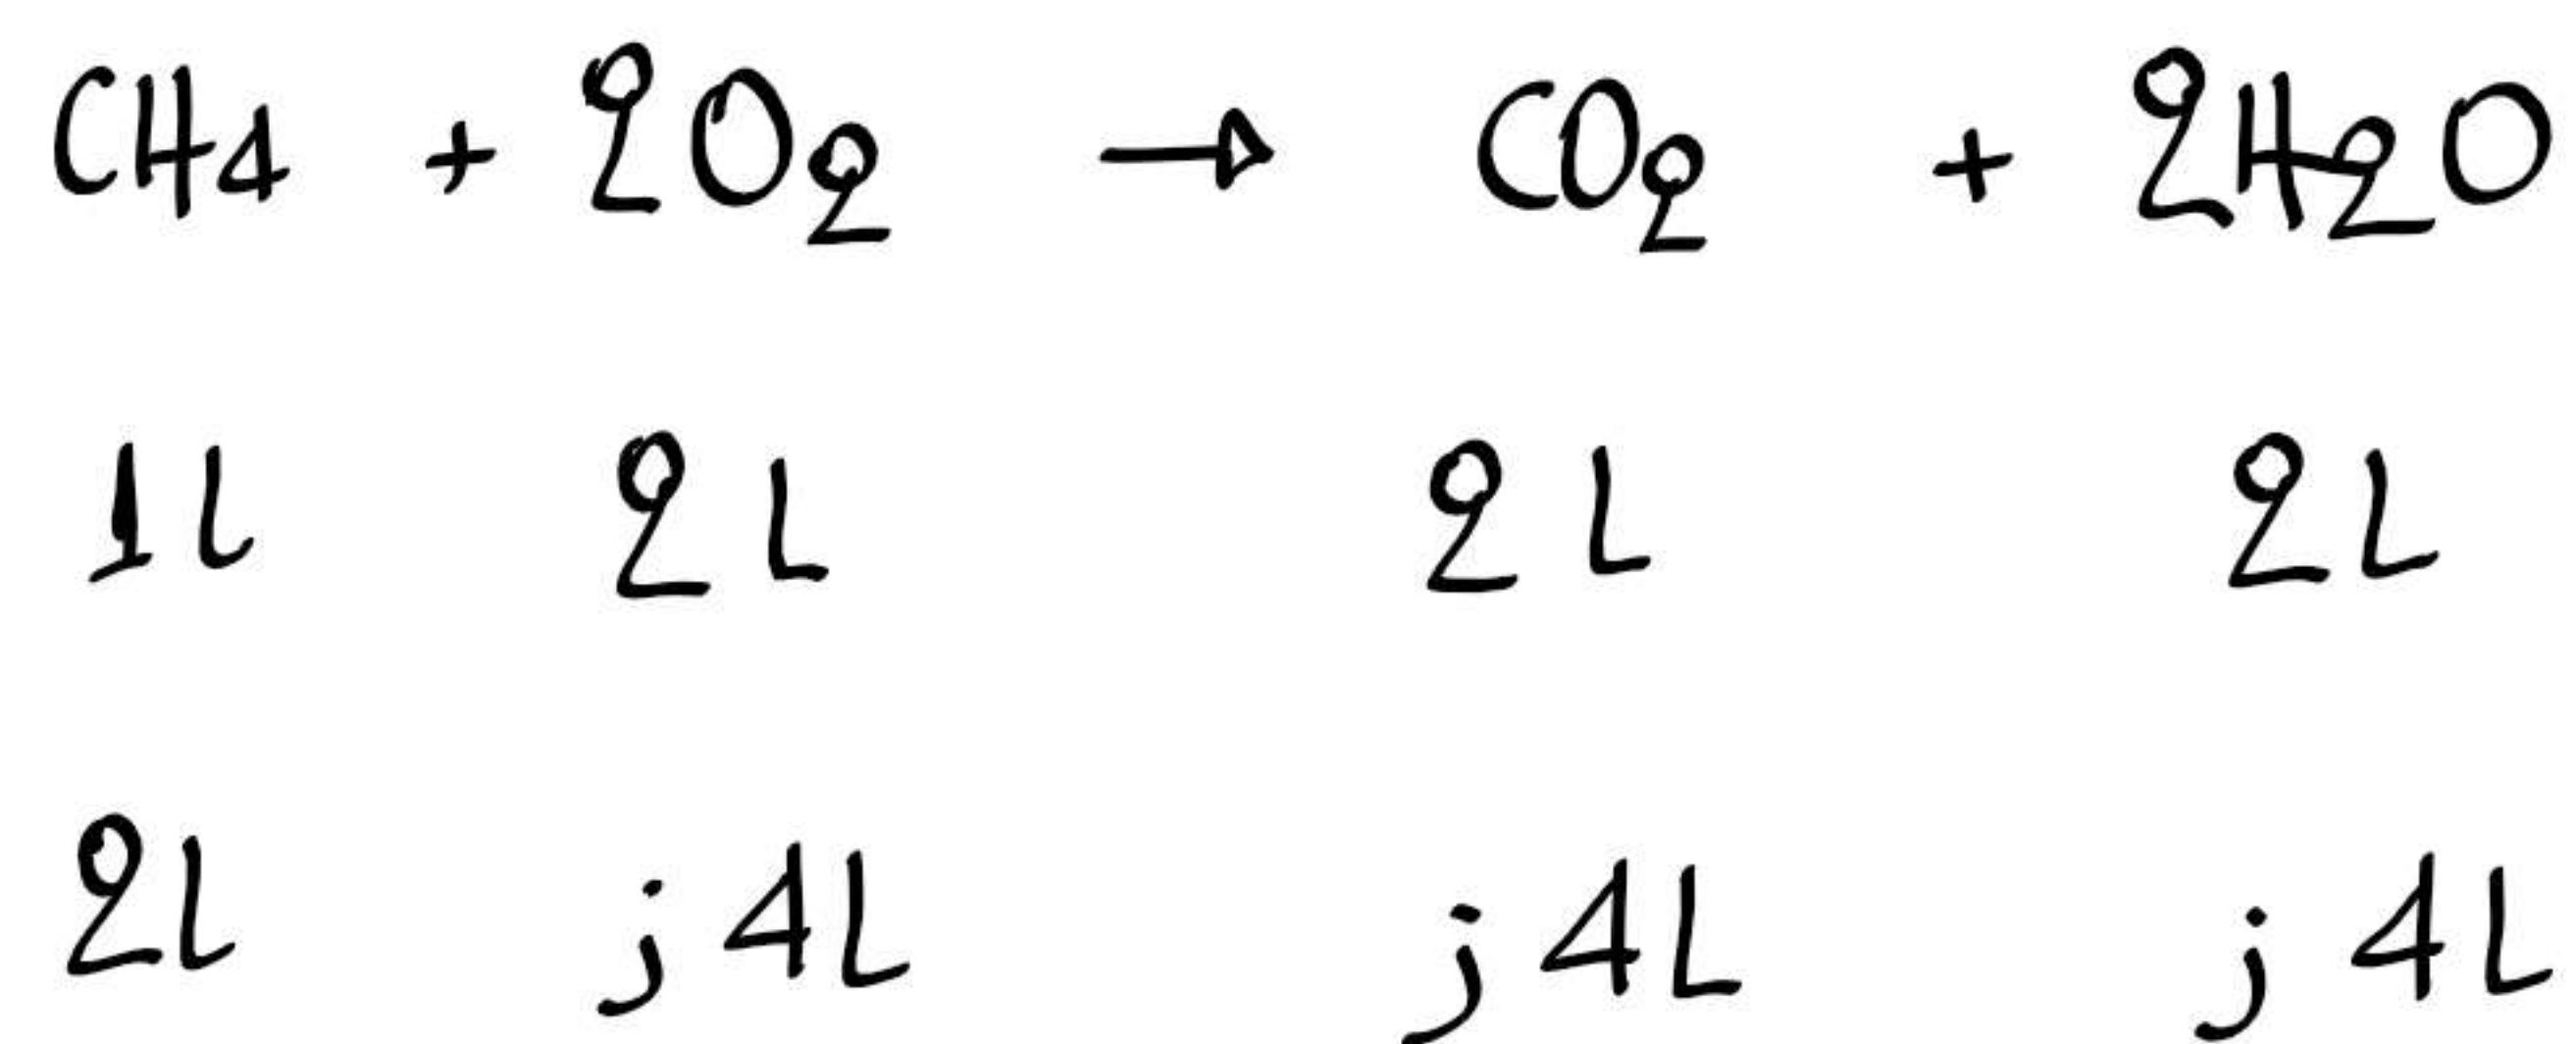 CH4 + 2O2 → CO2 + 2H2O
1L 2L 2L 2L
2L ; 4L ; 4L ; 4L